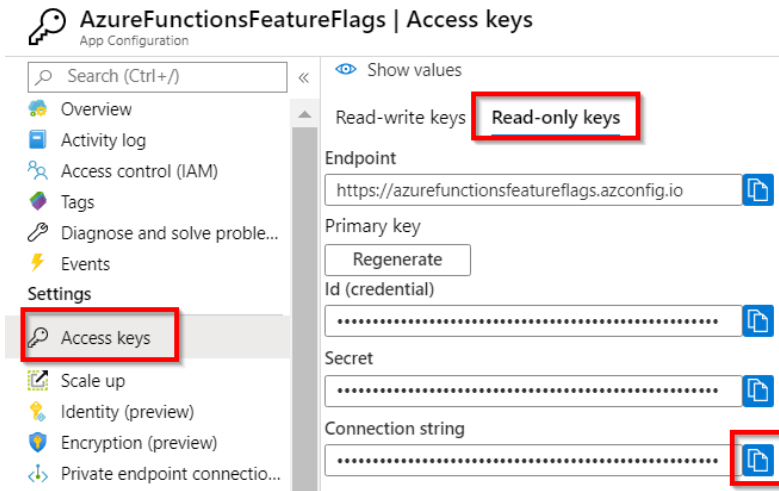 AzureFunctionsFeatureFlags | Access keys
App Configuration
Search (Ctrl+/)
«
Overview
Activity log
Access control (IAM)
Tags
Diagnose and solve proble...
Events
Settings
Access keys
Scale up
Identity (preview)
Encryption (preview)
Private endpoint connectio...
Show values
Read-write keys Read-only keys
Endpoint
https://azurefunctionsfeatureflags.azconfig.io
Primary key
Regenerate
Id (credential)
Secret
Connection string